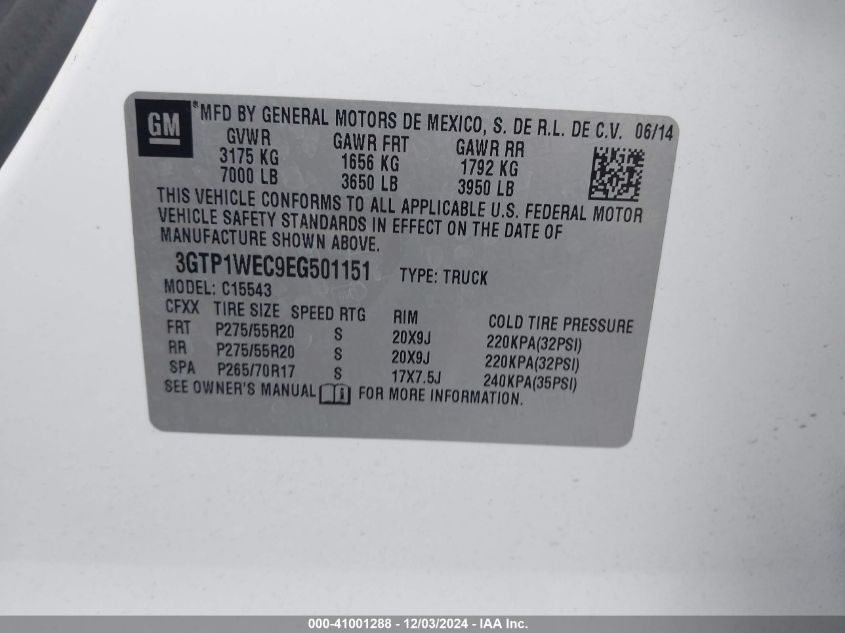 GM
®MFD BY GENERAL MOTORS DE MEXICO, S. DE R.L. DE C.V. 06/14
GVWR GAWR FRT GAWR RR
3175 KG 1656 KG 1792 KG
7000 LB 3650 LB 3950 LB
THIS VEHICLE CONFORMS TO ALL APPLICABLE U.S. FEDERAL MOTOR
VEHICLE SAFETY STANDARDS IN EFFECT ON THE DATE OF
MANUFACTURE SHOWN ABOVE.
3GTP1WEC9EG501151 TYPE: TRUCK
MODEL: C15543
CFXX TIRE SIZE SPEED RTG RIM COLD TIRE PRESSURE
FRT P275/55R20 S 20X9J 220KPA(32PSI)
RR P275/55R20 S 20X9J 220KPA(32PSI)
SPA P265/70R17 S 17X7.5J 240KPA(35PSI)
SEE OWNER'S MANUAL FOR MORE INFORMATION.
000-41001288 - 12/03/2024 - IAA Inc.